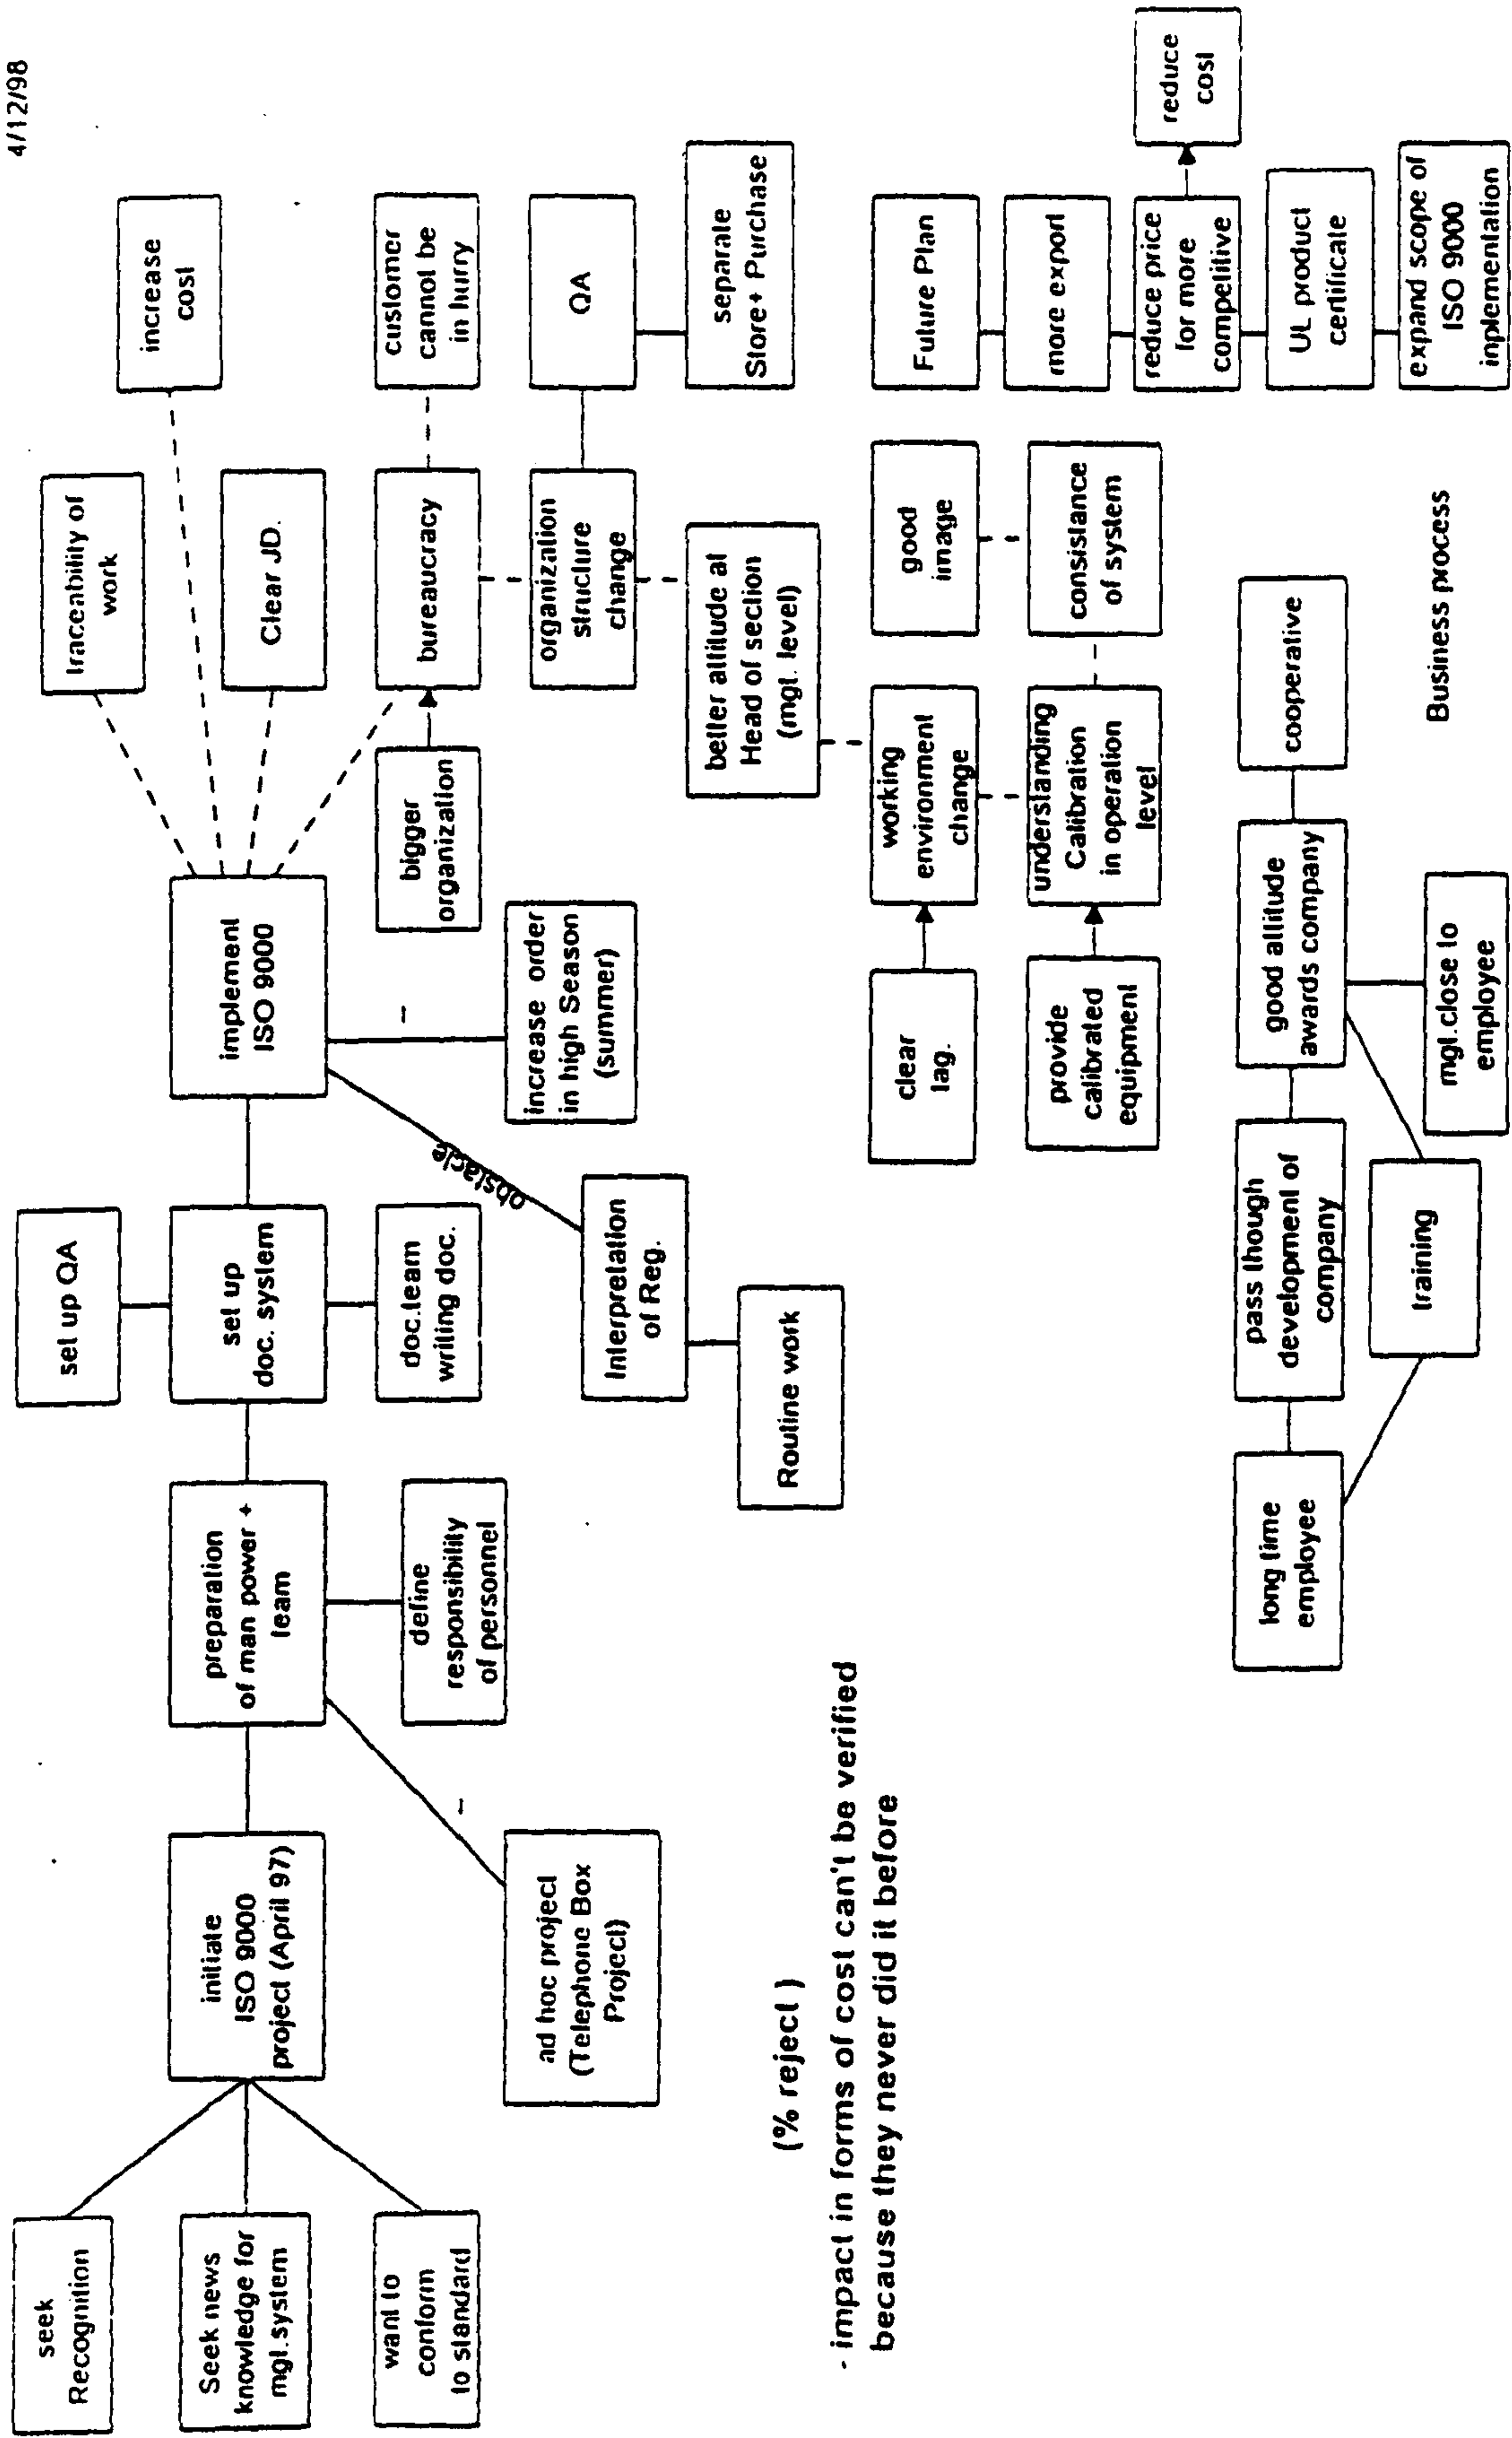 4/12/98
seek
Recognition
Seek news
knowledge for
mgt.system
want to
conform
to standard
initiate
ISO 9000
project (April 97)
ad hoc project
(Telephone Box
Project)
preparation
of man power +
team
define
responsibility
of personnel
set up QA
set up
doc. system
doc.team
writing doc.
Interpretation
of Reg.
Routine work
obstacle
implement
ISO 9000
increase order
in high Season
(summer)
traceability of
work
increase
cost
Clear JD.
bigger
organization
bureaucracy
customer
cannot be
in hurry
organization
structure
change
QA
separate
Store+ Purchase
better attitude at
Head of section
(mgt. level)
clear
tag.
working
environment
change
good
image
provide
calibrated
equipment
understanding
Calibration
in operation
level
consistance
of system
Future Plan
more export
reduce price
for more
competitive
reduce
cost
UL product
certificate
expand scope of
ISO 9000
inplementation
(% reject )
- impact in forms of cost can't be verified
because they never did it before
long time
employee
pass though
development of
company
training
good attitude
awards company
mgt.close to
employee
cooperative
Business process